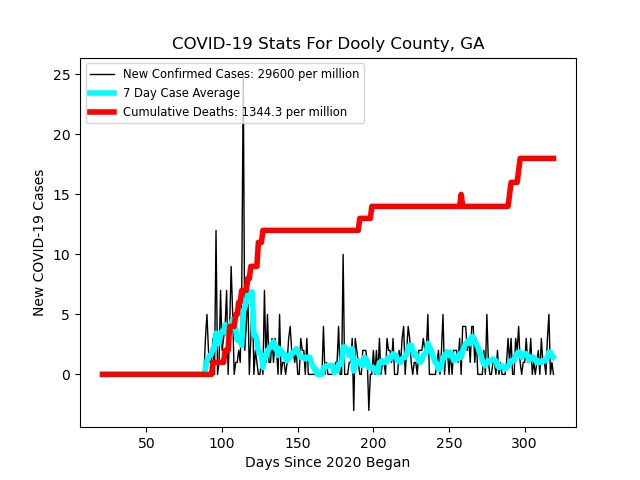 COVID-19 Stats For Dooly County, GA
New Confirmed Cases: 29600 per million
7 Day Case Average
Cumulative Deaths: 1344.3 per million
New COVID-19 Cases
25
20
15
10
5
0
50 100 150 200 250 300
Days Since 2020 Began